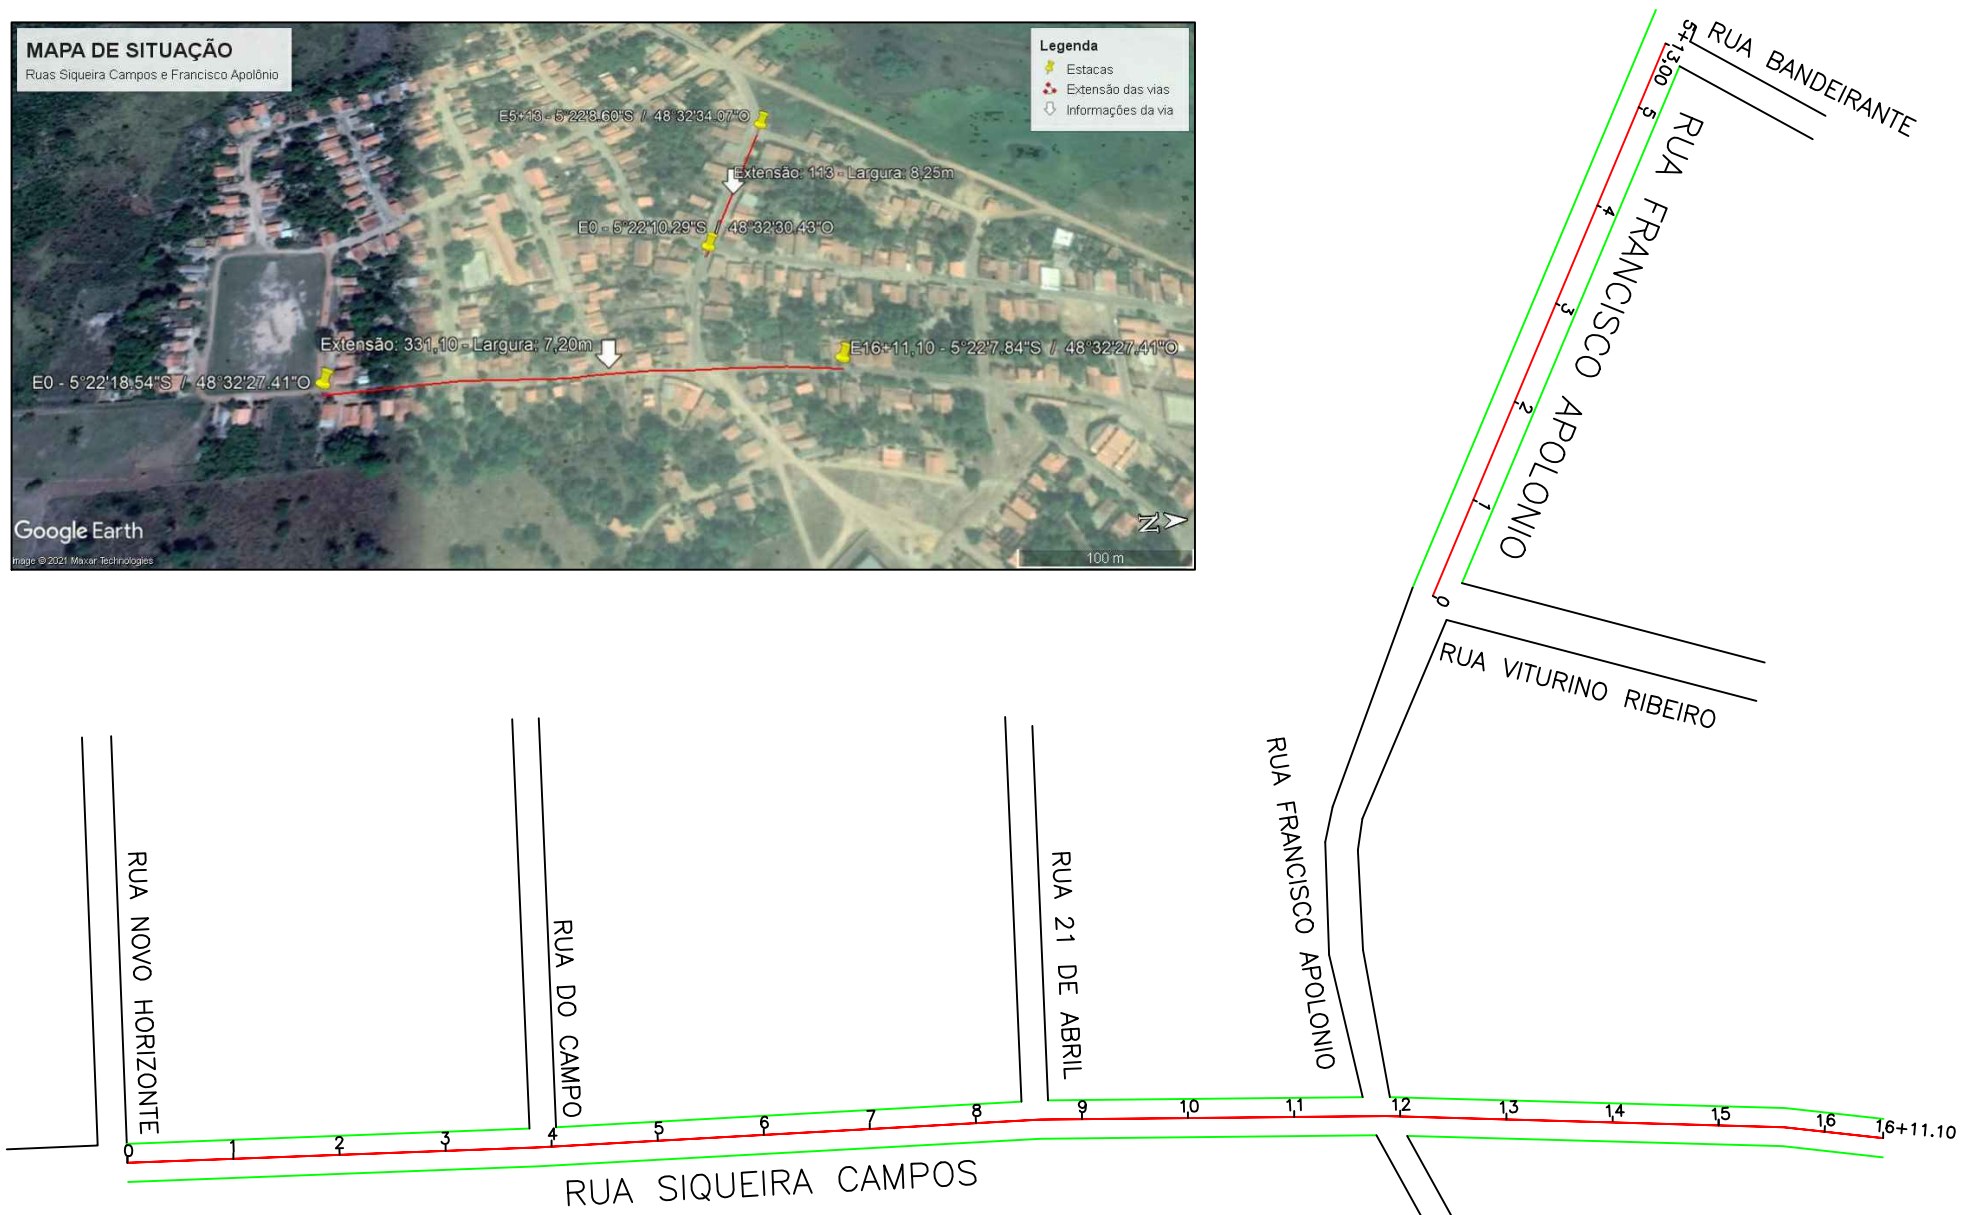 MAPA DE SITUAÇÃO
Ruas Siqueira Campos e Francisco Apolônio
Legenda
Estacas
Extensão das vias
Informações da via
E5+13 - 5°22'8.60"S / 48°32'34.07"O
Extensão: 113 - Largura: 8,25m
E0 - 5°22'10.29"S / 48°32'30.43"O
Extensão: 331,10 - Largura: 7,20m
E16+11,10 - 5°22'7.84"S / 48°32'27.41"O
E0 - 5°22'18.54"S / 48°32'27.41"O
Google Earth
Image © 2021 Maxar Technologies
N
100 m
5+13,00
RUA BANDEIRANTE
5
4
3
2
1
0
RUA FRANCISCO APOLONIO
RUA VITURINO RIBEIRO
RUA NOVO HORIZONTE
RUA DO CAMPO
RUA 21 DE ABRIL
RUA FRANCISCO APOLONIO
0
1
2
3
4
5
6
7
8
9
10
11
12
13
14
15
16
16+11.10
RUA SIQUEIRA CAMPOS